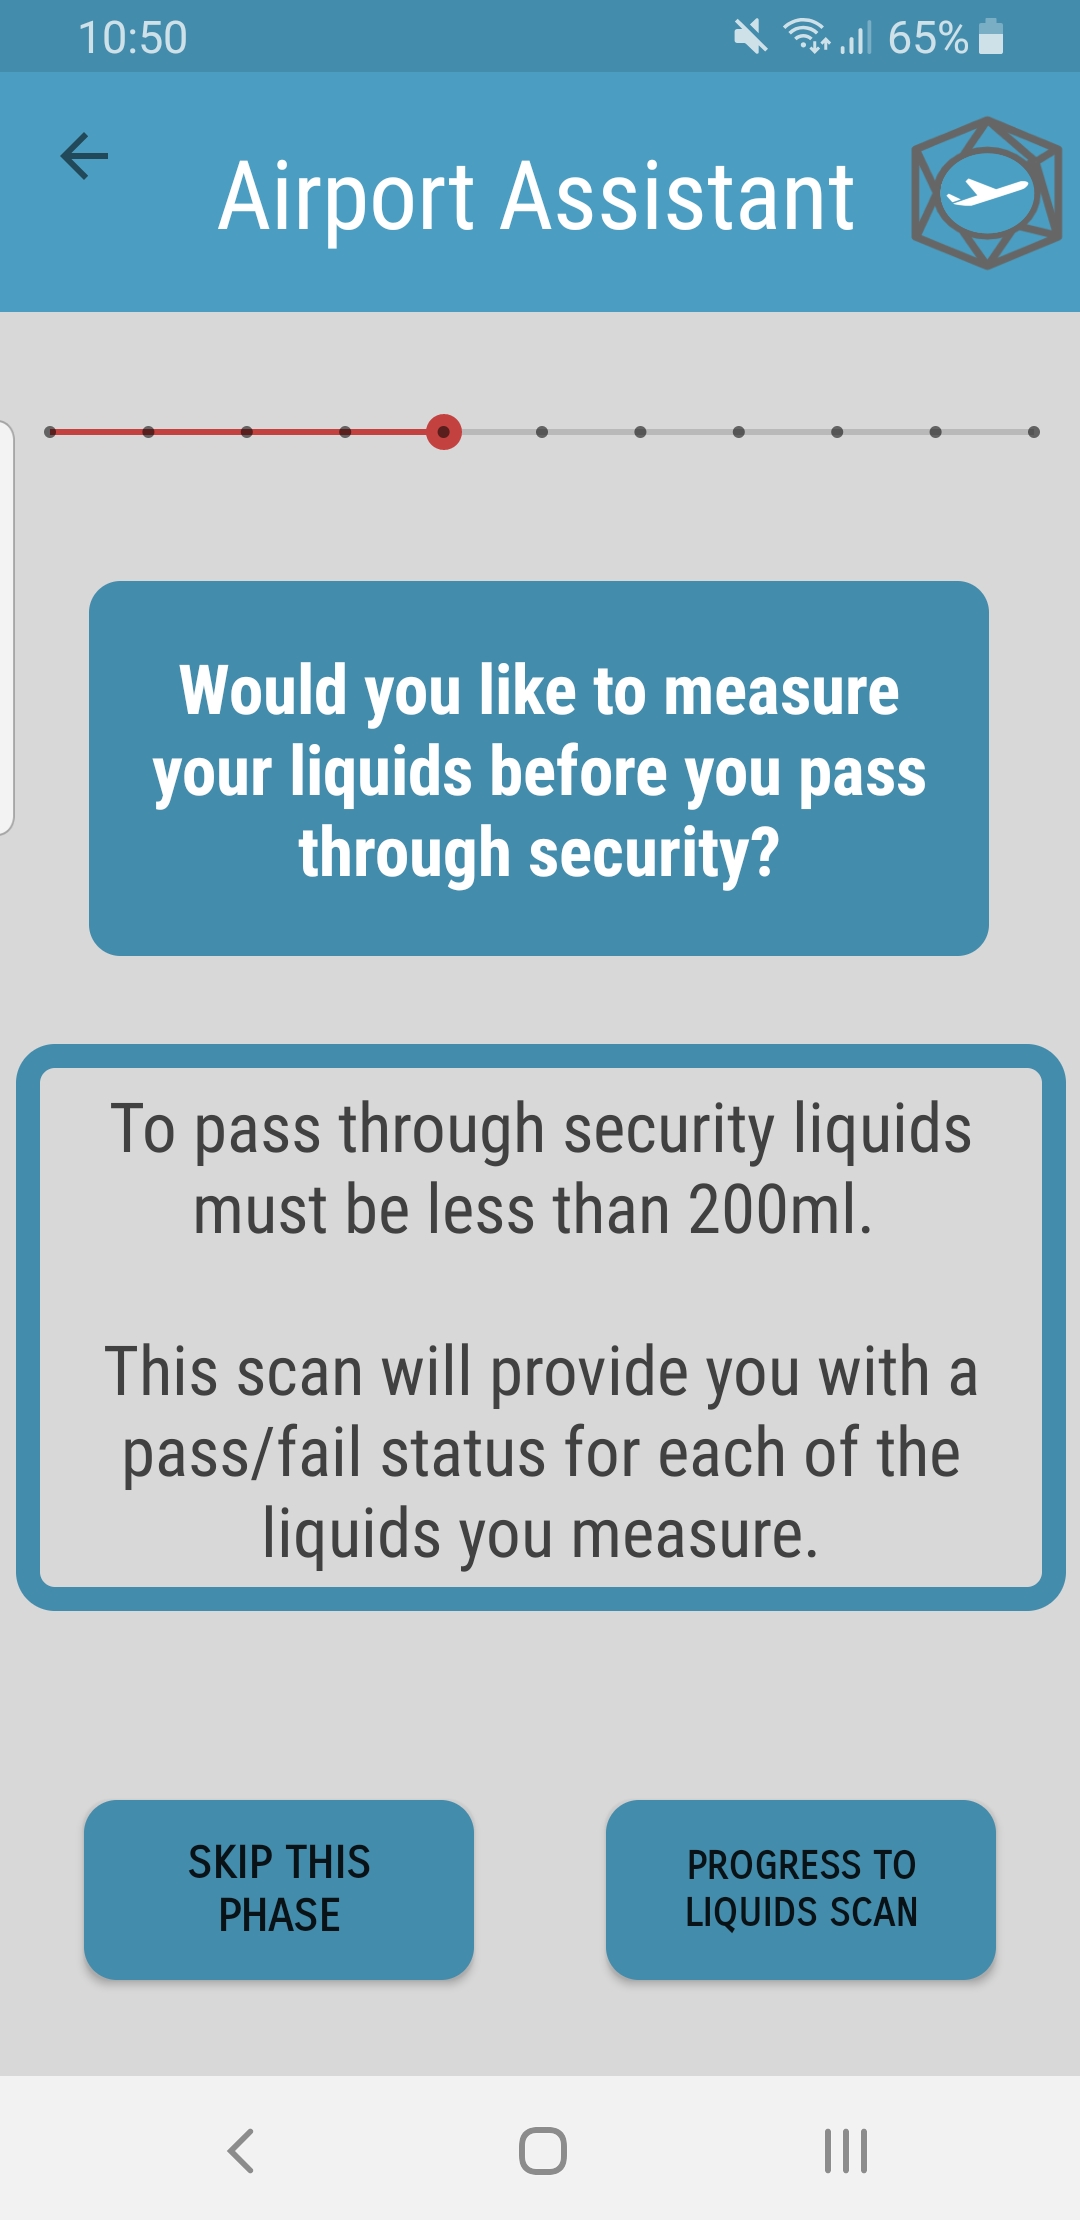 10:50
65%
Airport Assistant
Would you like to measure
your liquids before you pass
through security?
To pass through security liquids
must be less than 200ml.
This scan will provide you with a
pass/fail status for each of the
liquids you measure.
SKIP THIS
PHASE
PROGRESS TO
LIQUIDS SCAN